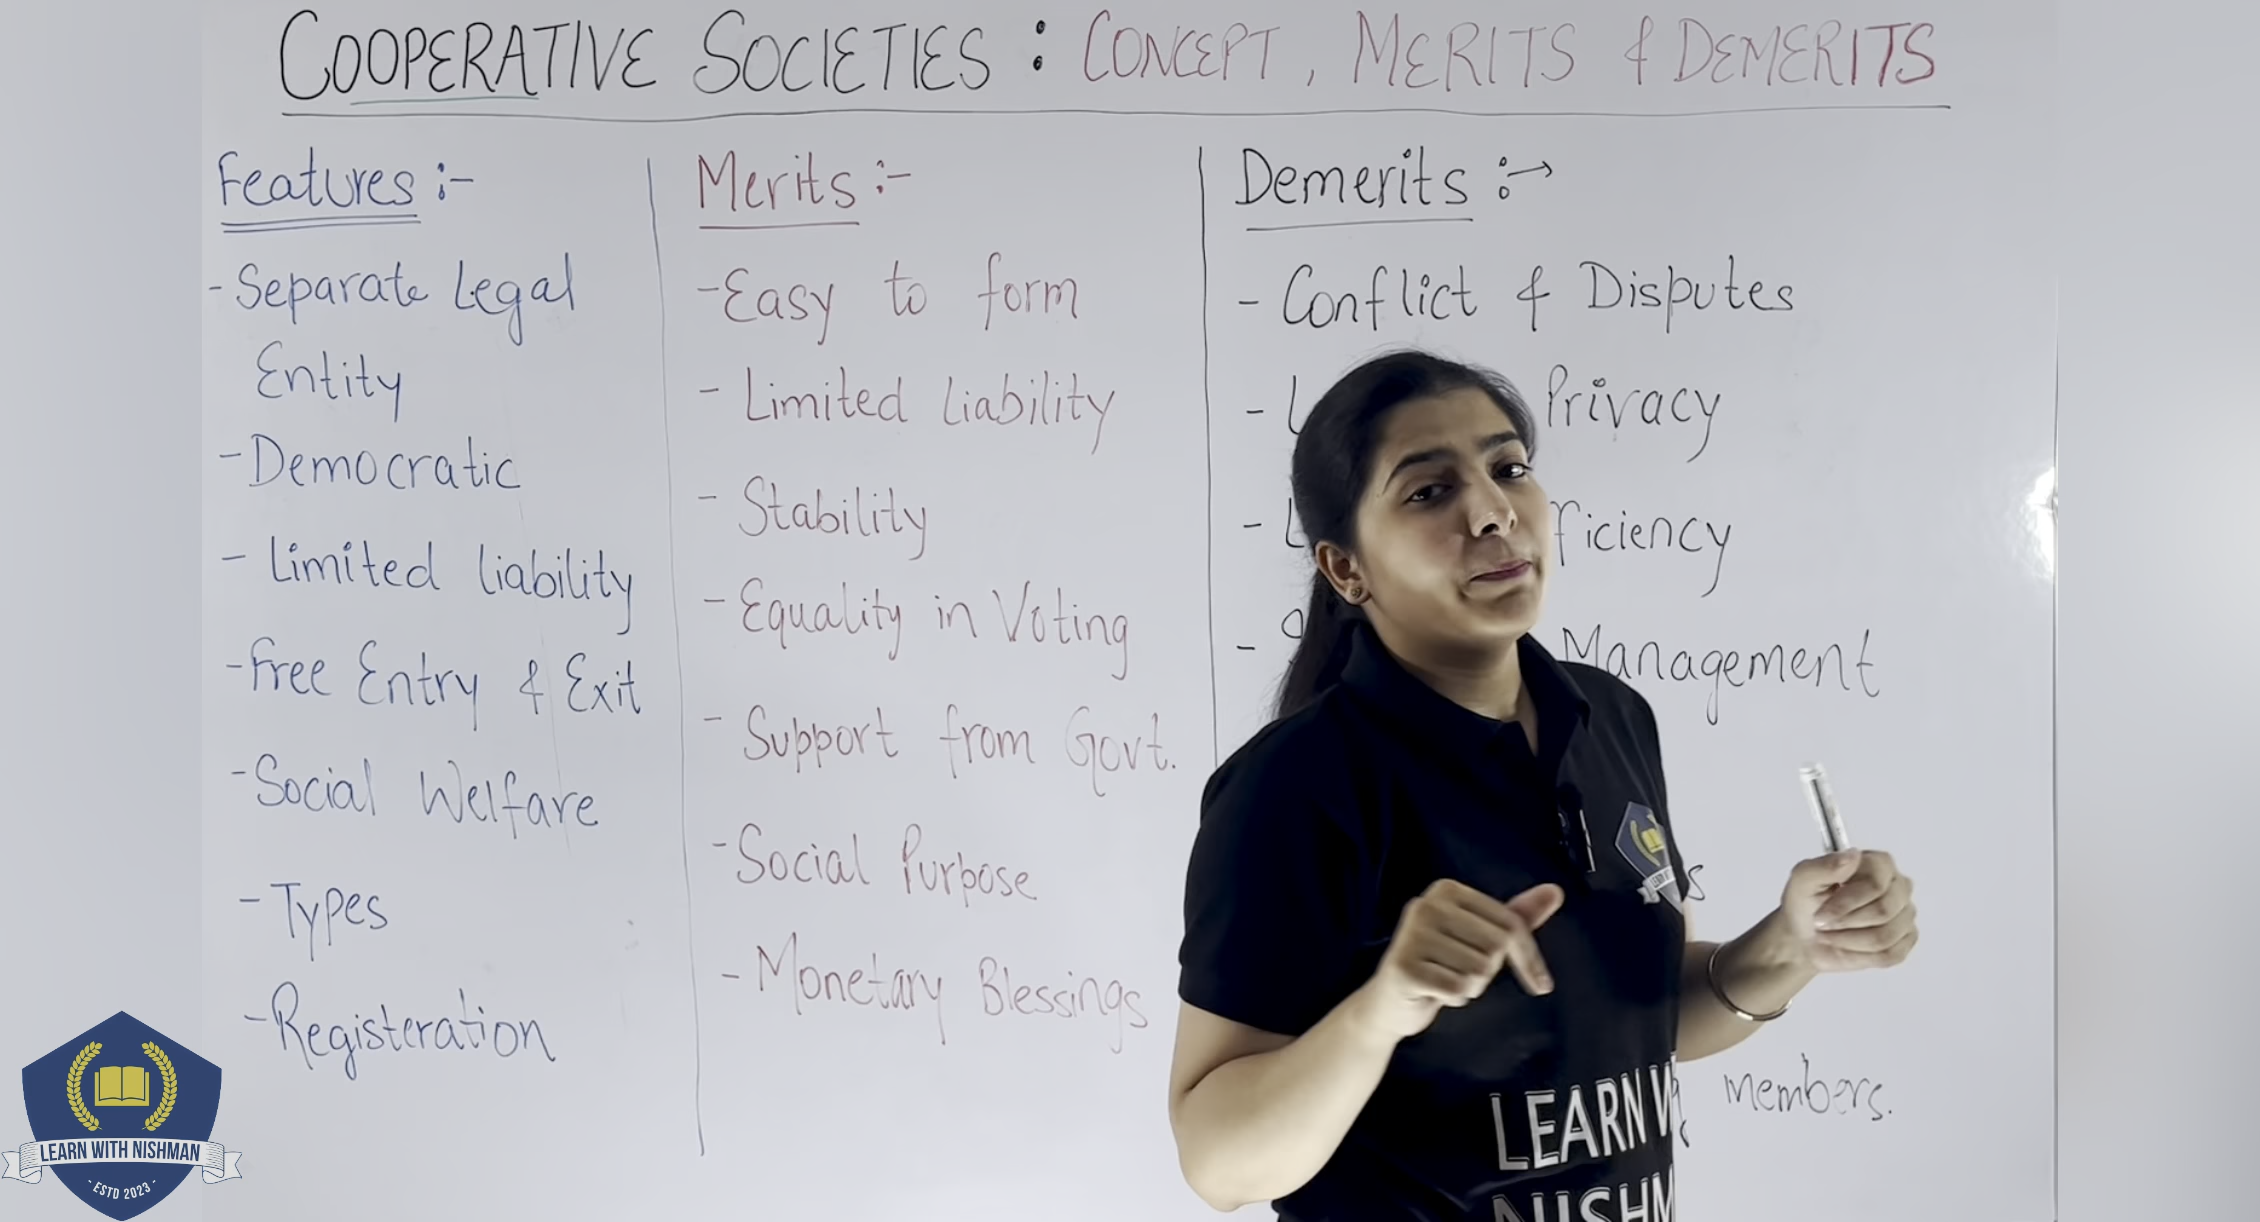 COOPERATIVE SOCIETIES : CONCEPT, MERITS & DEMERITS
Features :-
- Separate Legal
Entity
- Democratic
- Limited liability
- Free Entry & Exit
- Social Welfare
- Types
- Registeration
Merits :-
- Easy to form
- Limited liability
- Stability
- Equality in Voting
- Support from Govt.
- Social Purpose
- Monetary Blessings
Demerits :→
- Conflict & Disputes
- Privacy
-
- Management
members.
LEARN
LEARN WITH NISHMAN
- ESTD 2023 -